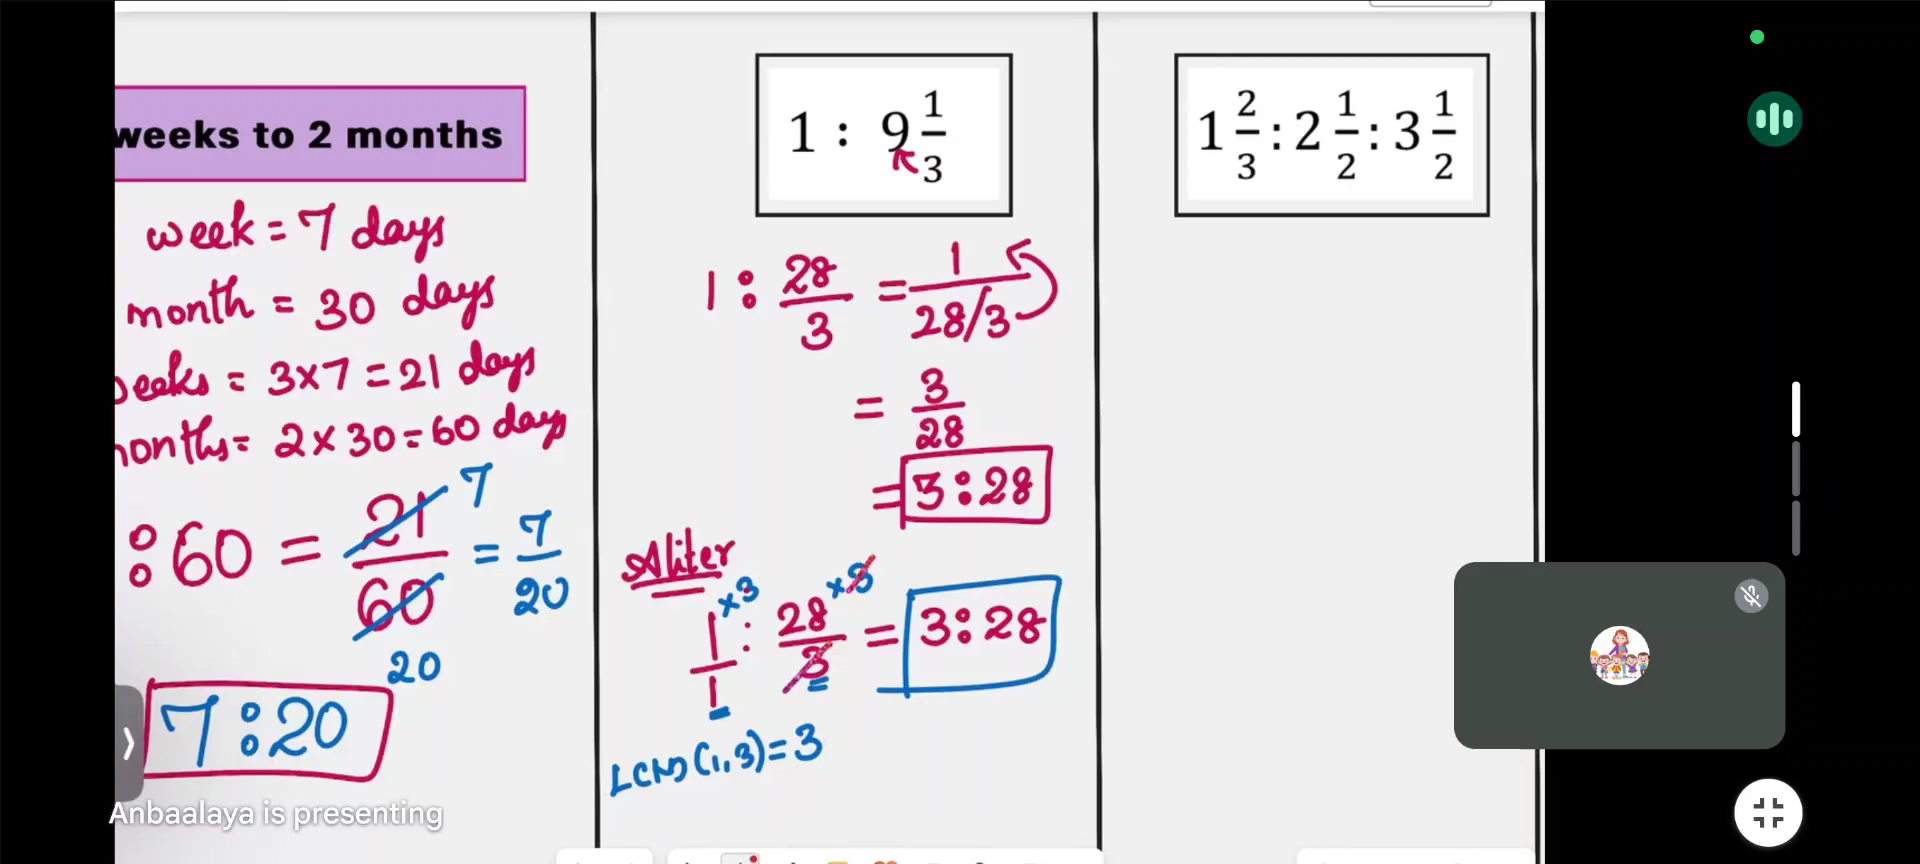 weeks to 2 months
week = 7 days
month = 30 days
weeks = 3×7 = 21 days
months = 2 × 30 = 60 days
: 60 = 21/60 = 7/20
7
20
7 : 20
1 : 9 1/3
1 : 28/3 = 1/28/3
= 3/28
= 3:28
Aliter
1/1 ×3 : 28/3 ×3 = 3:28
LCM (1, 3) = 3
1 2/3 : 2 1/2 : 3 1/2
Anbaalaya is presenting